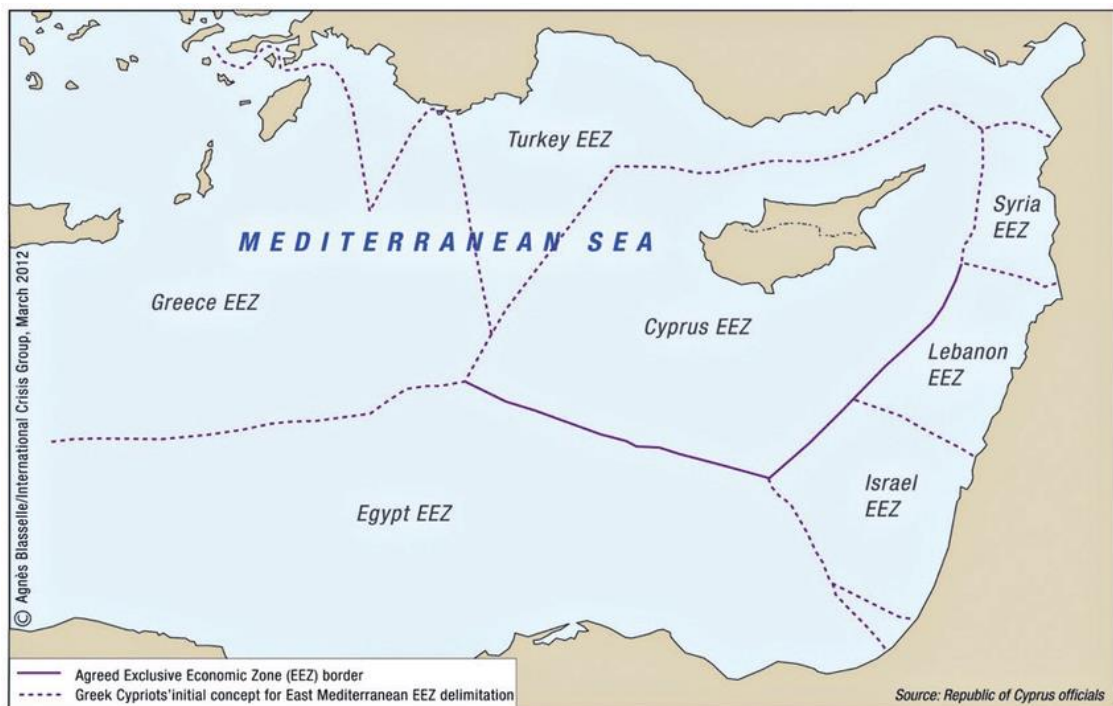 Turkey EEZ
Syria
EEZ
MEDITERRANEAN SEA
Greece EEZ
Cyprus EEZ
Lebanon
EEZ
Israel
EEZ
Egypt EEZ
© Agnès Blasselle/International Crisis Group, March 2012
Agreed Exclusive Economic Zone (EEZ) border
Greek Cypriots'initial concept for East Mediterranean EEZ delimitation
Source: Republic of Cyprus officials